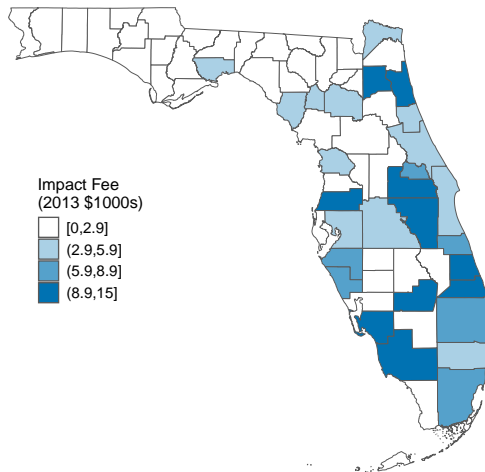 Impact Fee
(2013 $1000s)
[0,2.9]
(2.9,5.9]
(5.9,8.9]
(8.9,15]